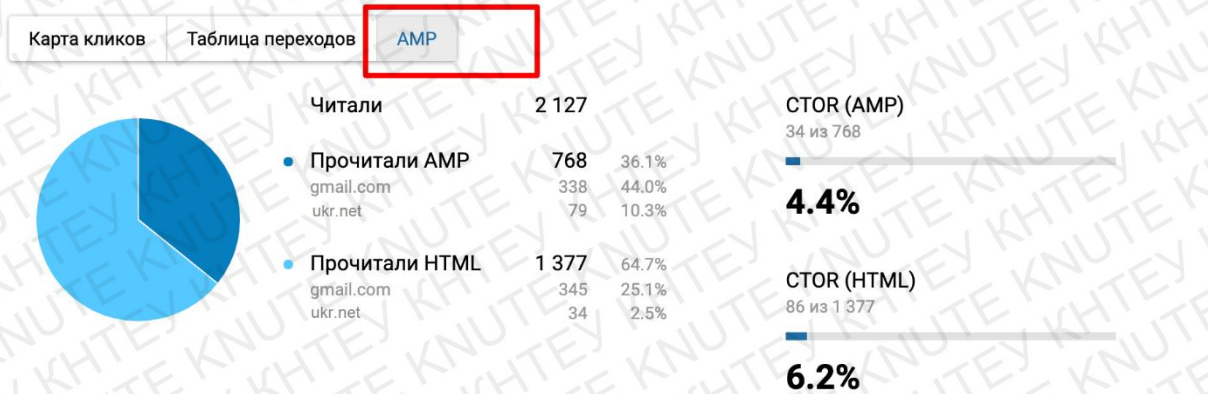 Карта кликов Таблица переходов AMP
Читали 2 127
Прочитали AMP 768 36.1%
gmail.com 338 44.0%
ukr.net 79 10.3%
Прочитали HTML 1 377 64.7%
gmail.com 345 25.1%
ukr.net 34 2.5%
CTOR (AMP)
34 из 768
4.4%
CTOR (HTML)
86 из 1 377
6.2%
KNUTE КНТЕУ